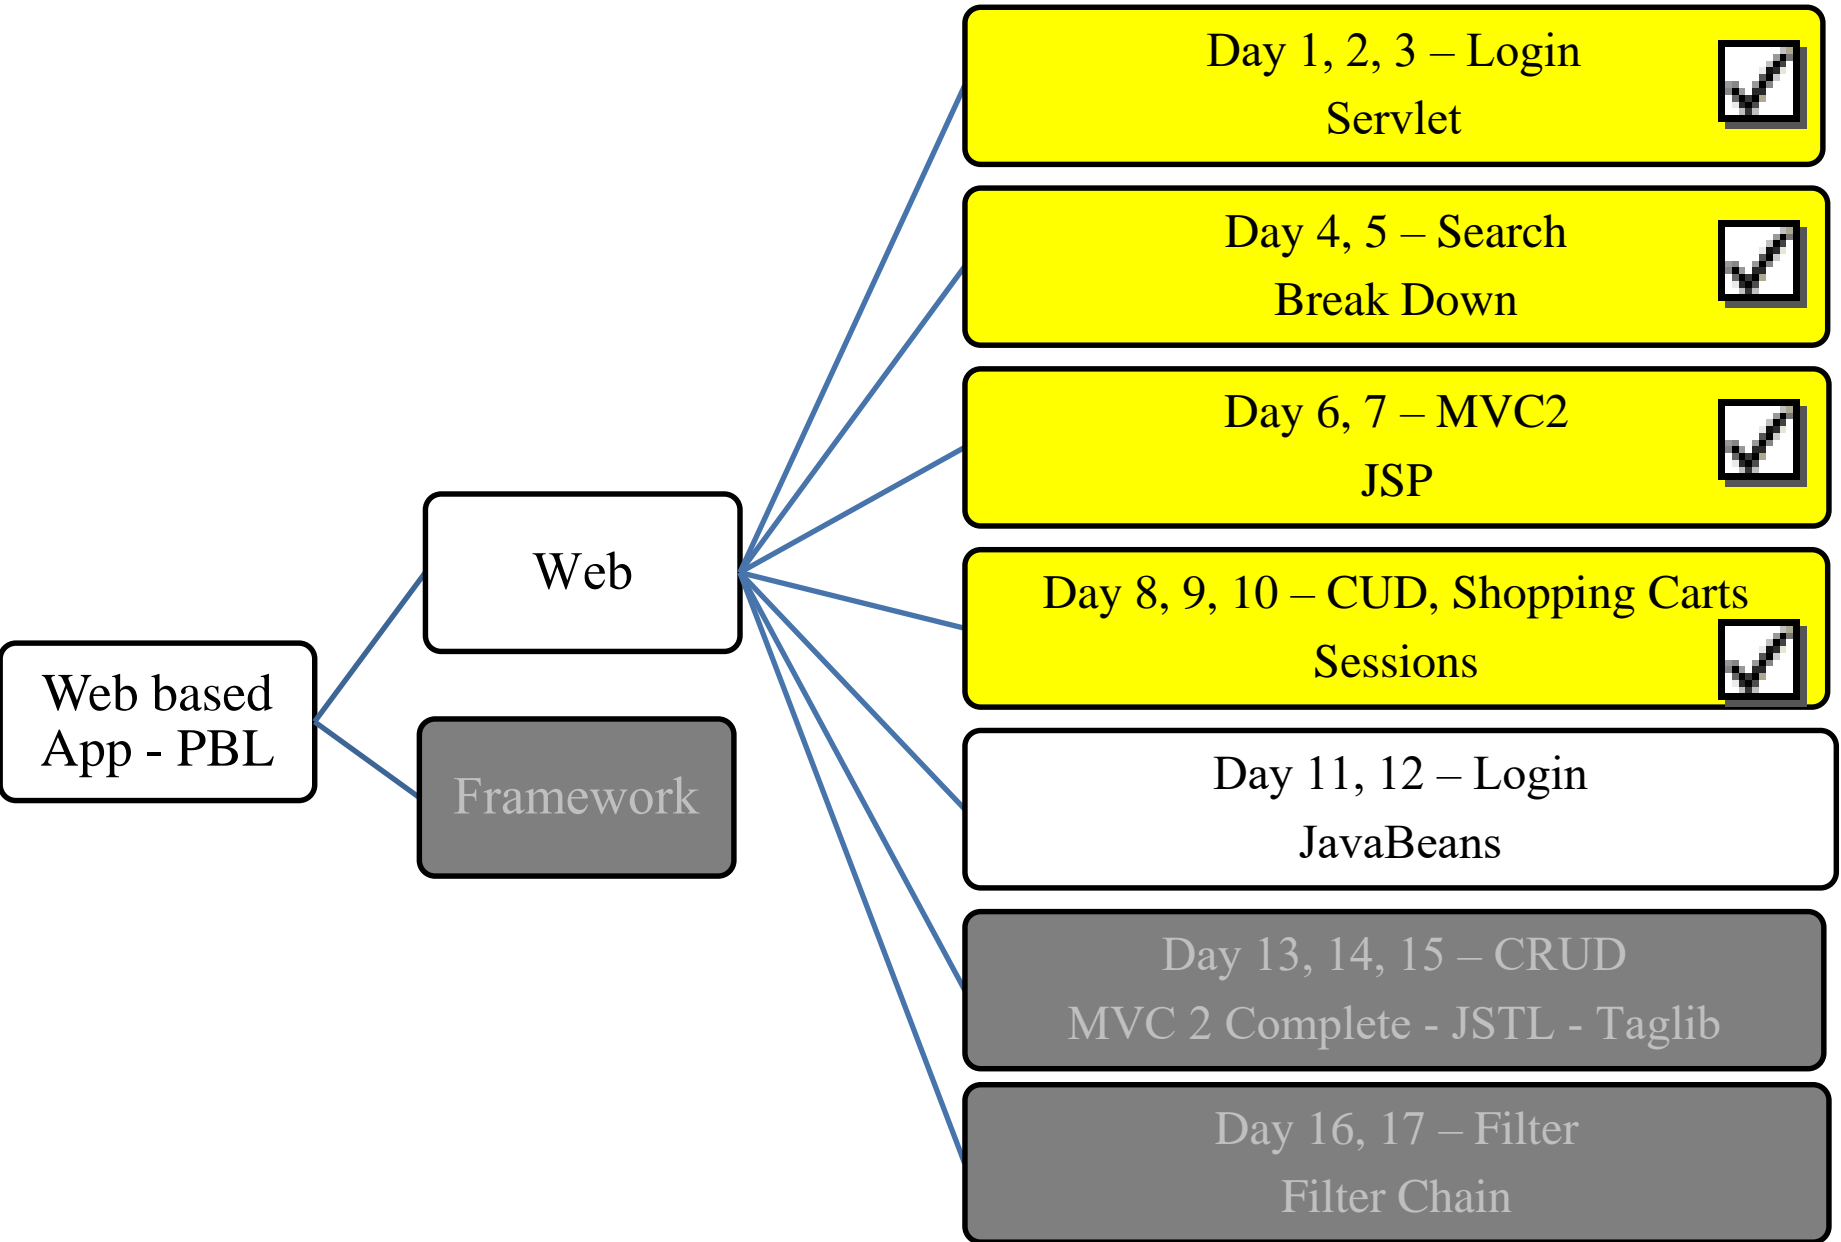 Web based
App - PBL
Web
Framework
Day 1, 2, 3 – Login
Servlet
Day 4, 5 – Search
Break Down
Day 6, 7 – MVC2
JSP
Day 8, 9, 10 – CUD, Shopping Carts
Sessions
Day 11, 12 – Login
JavaBeans
Day 13, 14, 15 – CRUD
MVC 2 Complete - JSTL - Taglib
Day 16, 17 – Filter
Filter Chain